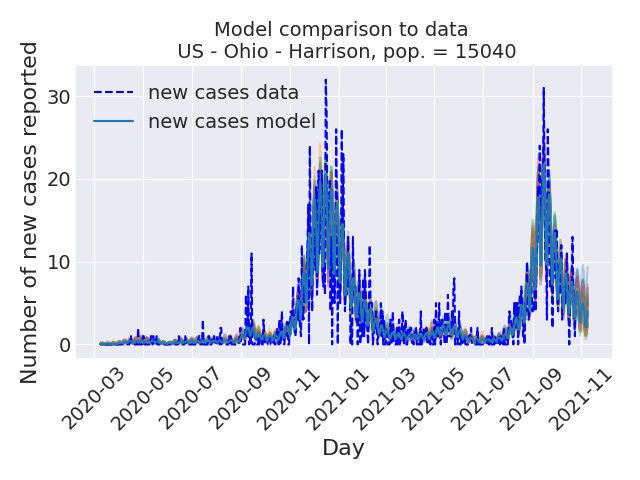 Model comparison to data
US - Ohio - Harrison, pop. = 15040
Number of new cases reported
30
20
10
0
new cases data
new cases model
2020-03
2020-05
2020-07
2020-09
2020-11
2021-01
2021-03
2021-05
2021-07
2021-09
2021-11
Day